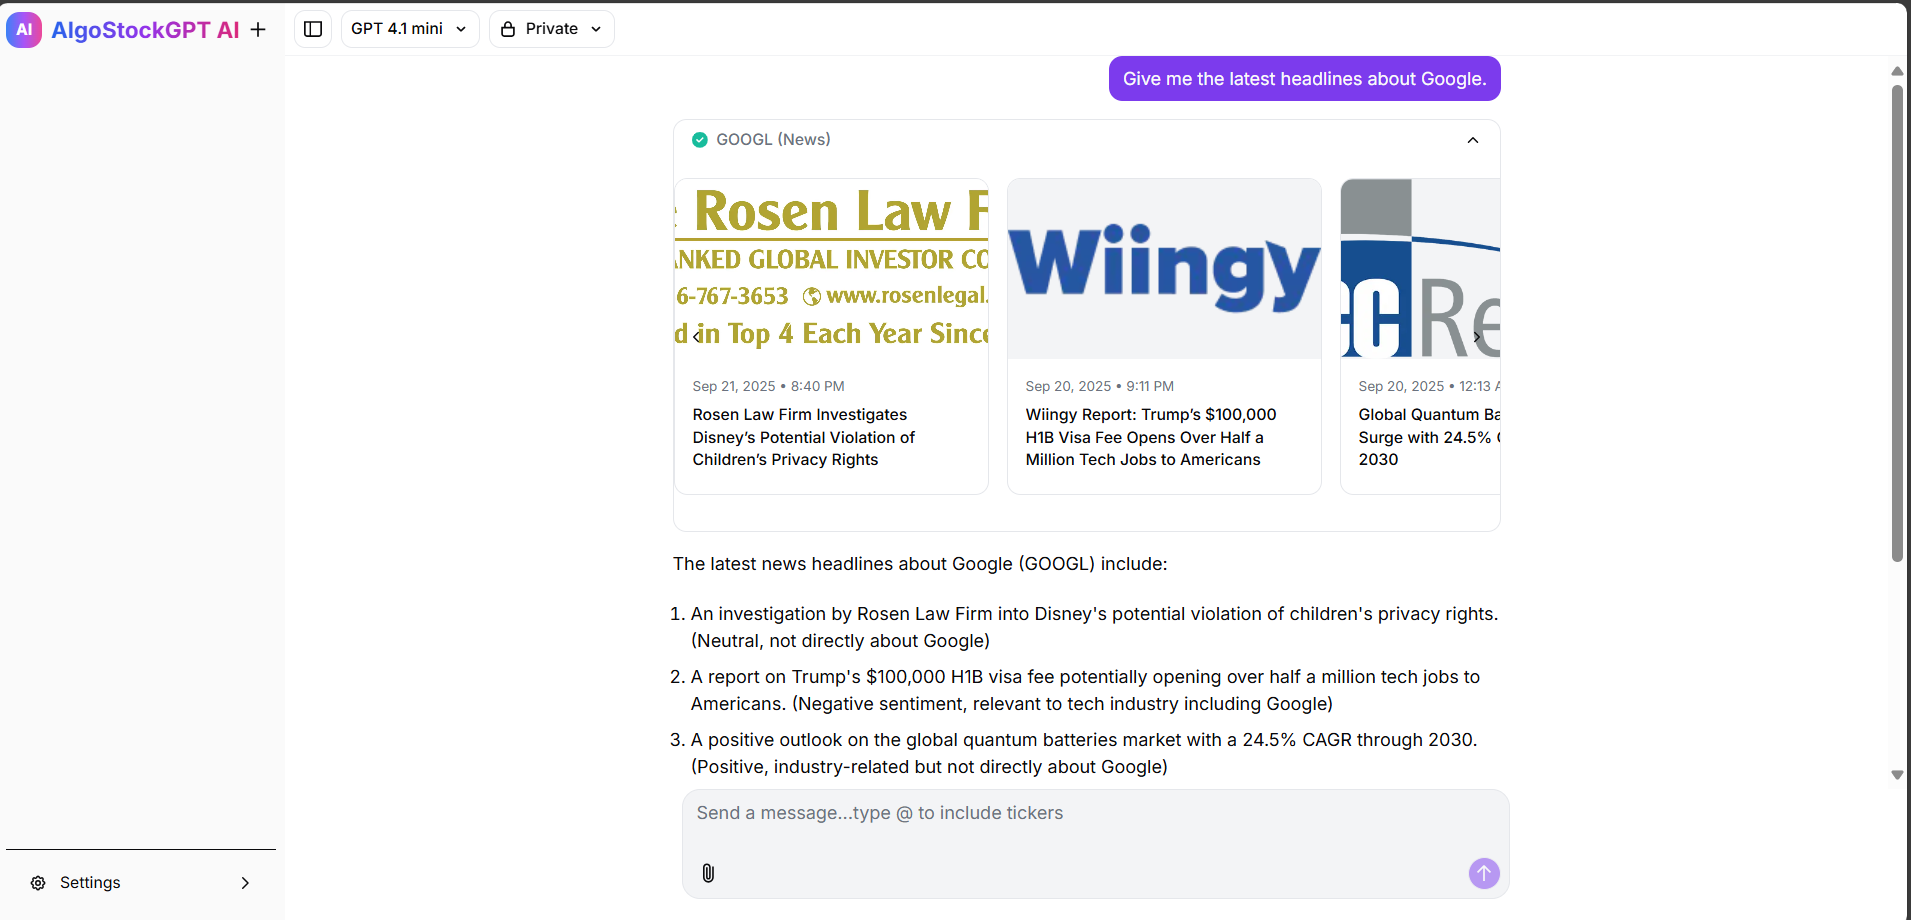 AI AlgoStockGPT AI
GPT 4.1 mini
Private
Give me the latest headlines about Google.
GOOGL (News)
Rosen Law F
NKED GLOBAL INVESTOR CO
6-767-3653 www.rosenlegal.
d in Top 4 Each Year Since
Sep 21, 2025 • 8:40 PM
Rosen Law Firm Investigates
Disney’s Potential Violation of
Children’s Privacy Rights
Wiingy
Sep 20, 2025 • 9:11 PM
Wiingy Report: Trump’s $100,000
H1B Visa Fee Opens Over Half a
Million Tech Jobs to Americans
CC Re
Sep 20, 2025 • 12:13 A
Global Quantum Ba
Surge with 24.5%
2030
The latest news headlines about Google (GOOGL) include:
1. An investigation by Rosen Law Firm into Disney's potential violation of children's privacy rights.
(Neutral, not directly about Google)
2. A report on Trump's $100,000 H1B visa fee potentially opening over half a million tech jobs to
Americans. (Negative sentiment, relevant to tech industry including Google)
3. A positive outlook on the global quantum batteries market with a 24.5% CAGR through 2030.
(Positive, industry-related but not directly about Google)
Send a message...type @ to include tickers
Settings